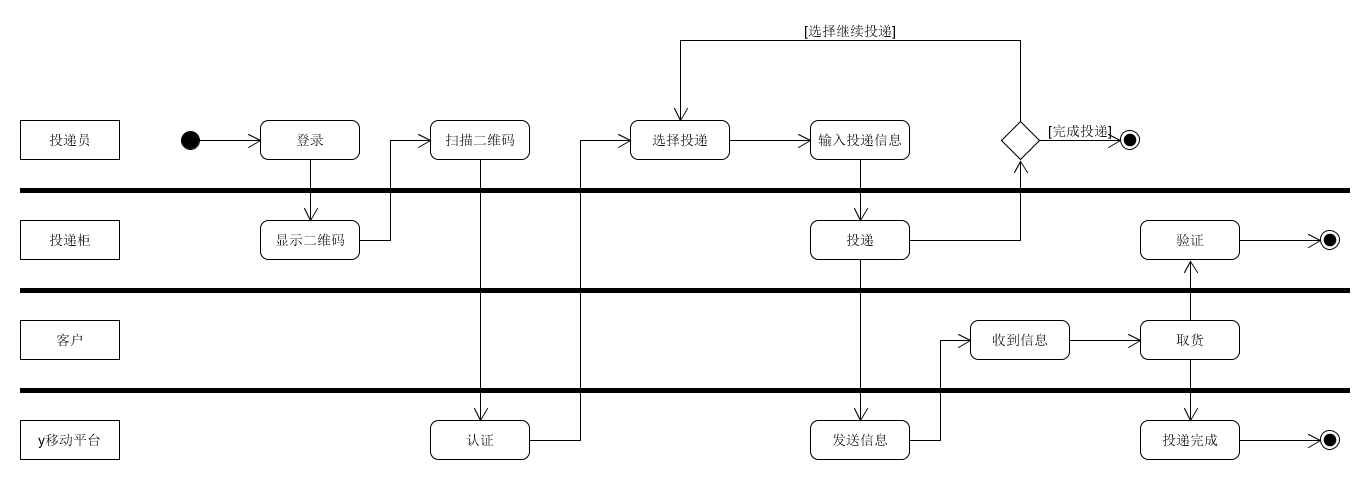 [选择继续投递]
投递员
登录
扫描二维码
选择投递
输入投递信息
[完成投递]
投递柜
显示二维码
投递
验证
客户
收到信息
取货
y移动平台
认证
发送信息
投递完成